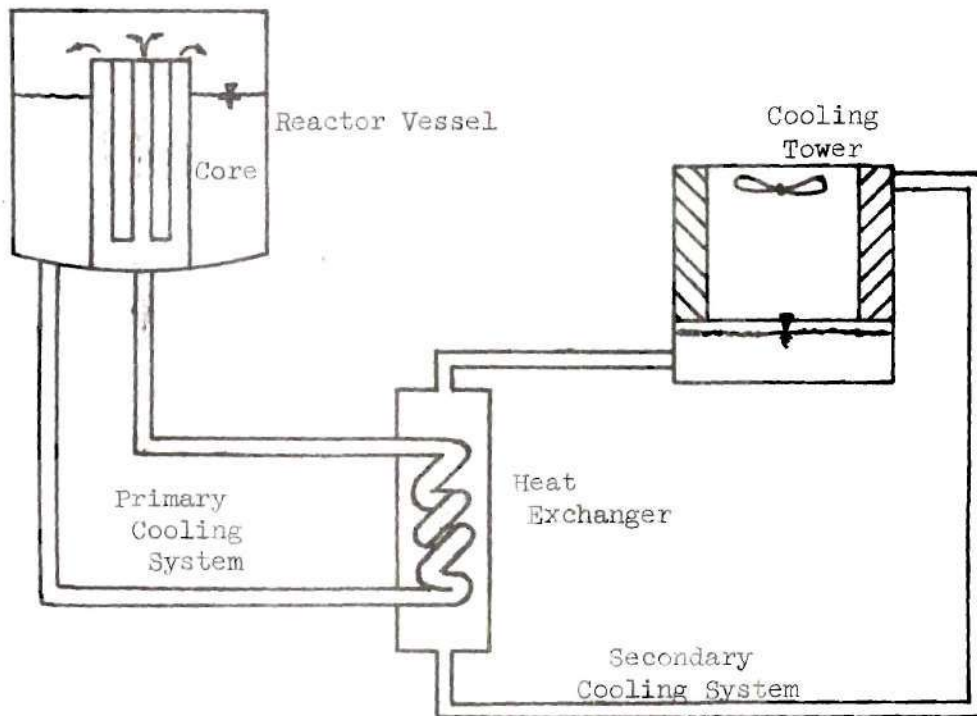 Reactor Vessel
Core
Cooling
Tower
Primary
Cooling
System
Heat
Exchanger
Secondary
Cooling System